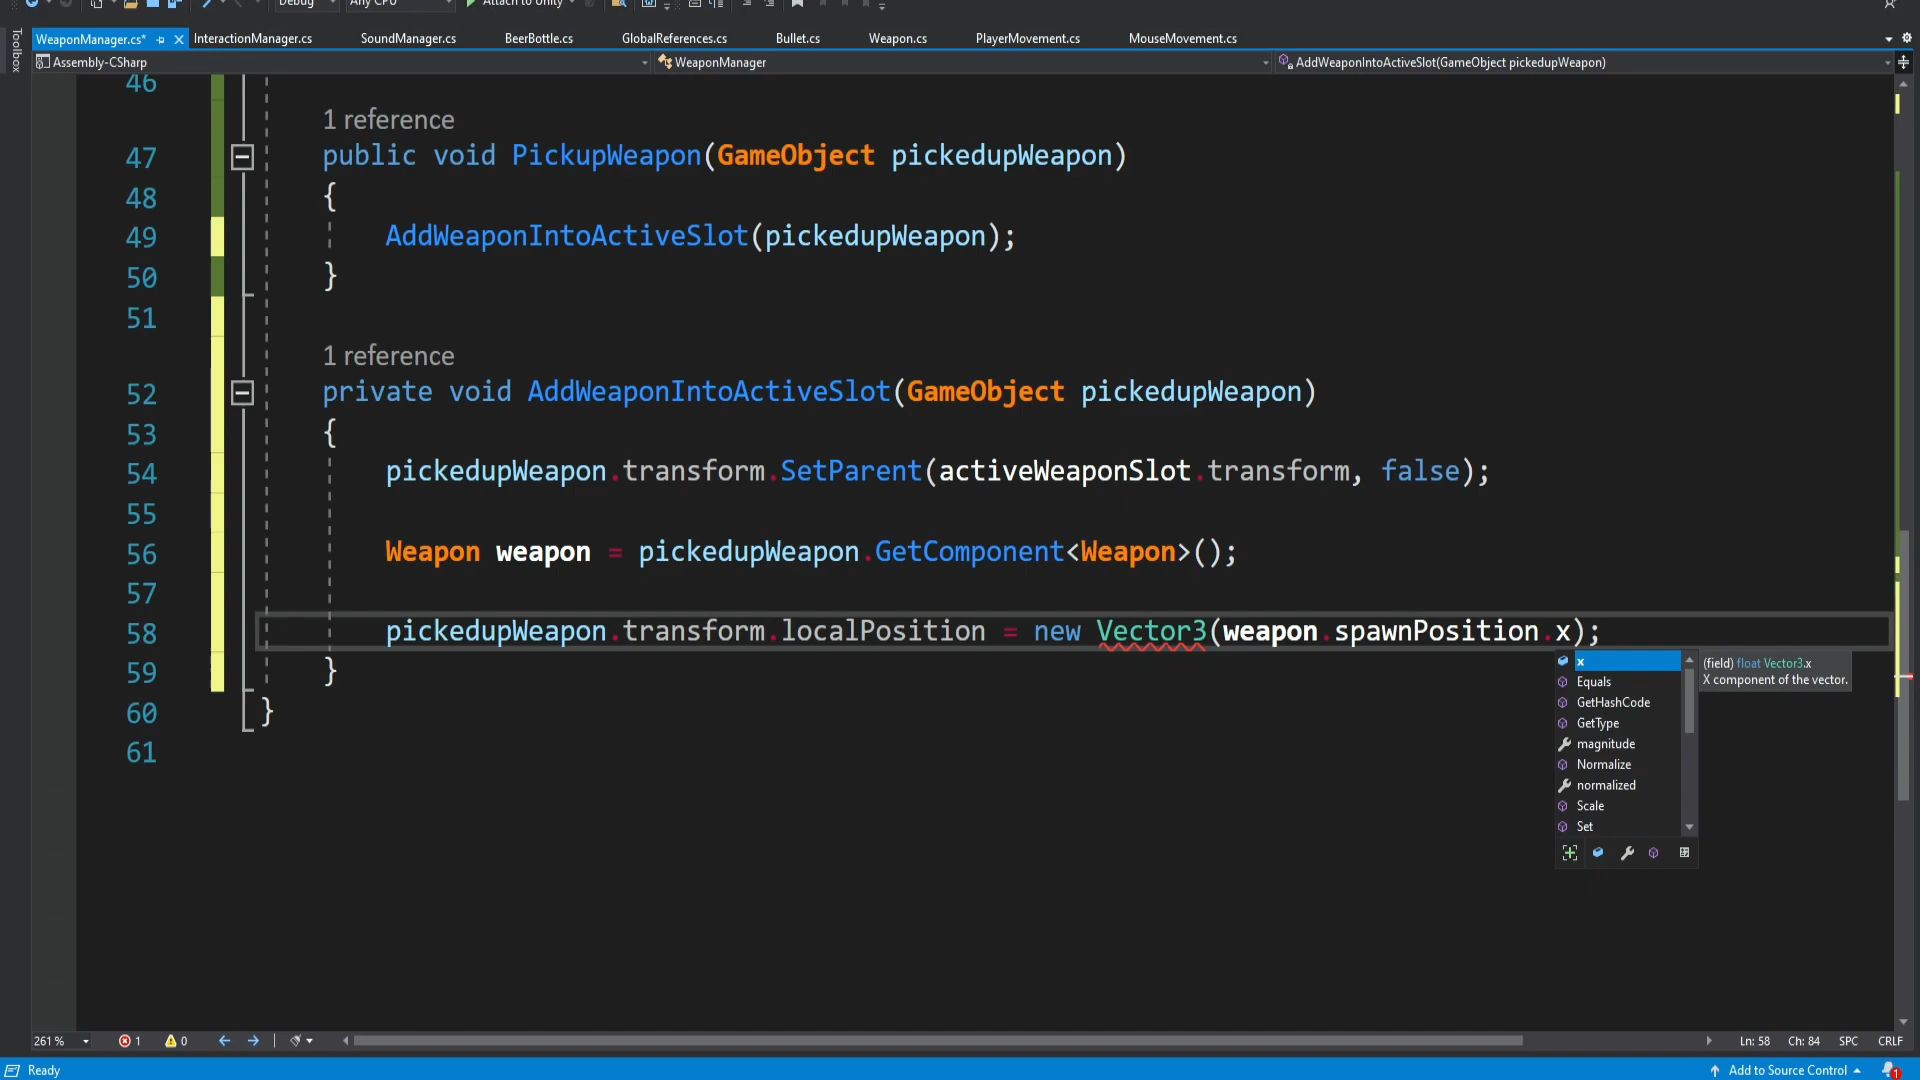 Debug
Any CPU
Attach to Unity
Toolbox
WeaponManager.cs*
InteractionManager.cs
SoundManager.cs
BeerBottle.cs
GlobalReferences.cs
Bullet.cs
Weapon.cs
PlayerMovement.cs
MouseMovement.cs
Assembly-CSharp
WeaponManager
AddWeaponIntoActiveSlot(GameObject pickedupWeapon)
46
1 reference
47 public void PickupWeapon(GameObject pickedupWeapon)
48 {
49 AddWeaponIntoActiveSlot(pickedupWeapon);
50 }
51
1 reference
52 private void AddWeaponIntoActiveSlot(GameObject pickedupWeapon)
53 {
54 pickedupWeapon.transform.SetParent(activeWeaponSlot.transform, false);
55
56 Weapon weapon = pickedupWeapon.GetComponent<Weapon>();
57
58 pickedupWeapon.transform.localPosition = new Vector3(weapon.spawnPosition.x);
59 }
60 }
61
x
Equals
GetHashCode
GetType
magnitude
Normalize
normalized
Scale
Set
(field) float Vector3.x
X component of the vector.
261 %
1
0
Ln: 58
Ch: 84
SPC
CRLF
Ready
Add to Source Control
1